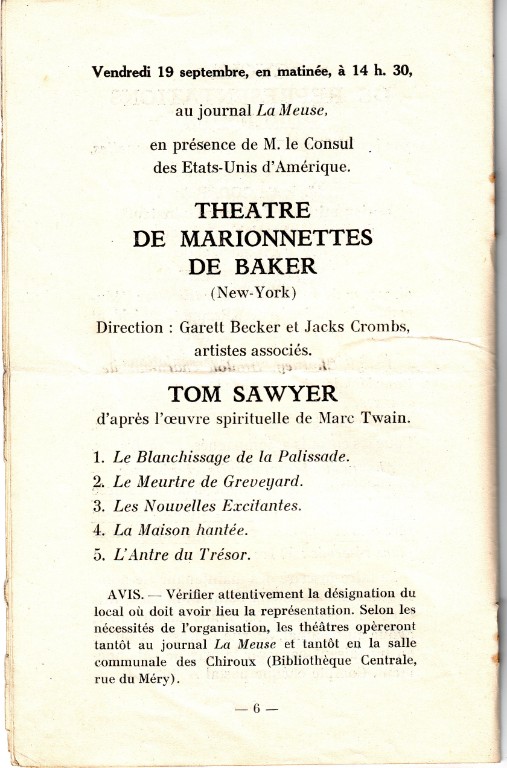 Vendredi 19 septembre, en matinée, à 14 h. 30,
au journal La Meuse,
en présence de M. le Consul
des Etats-Unis d'Amérique.
THEATRE
DE MARIONNETTES
DE BAKER
(New-York)
Direction : Garett Becker et Jacks Crombs,
artistes associés.
TOM SAWYER
d'après l'œuvre spirituelle de Marc Twain.
1. Le Blanchissage de la Palissade.
2. Le Meurtre de Greveyard.
3. Les Nouvelles Excitantes.
4. La Maison hantée.
5. L'Antre du Trésor.
AVIS. — Vérifier attentivement la désignation du
local où doit avoir lieu la représentation. Selon les
nécessités de l'organisation, les théâtres opèreront
tantôt au journal La Meuse et tantôt en la salle
communale des Chiroux (Bibliothèque Centrale,
rue du Méry).
— 6 —